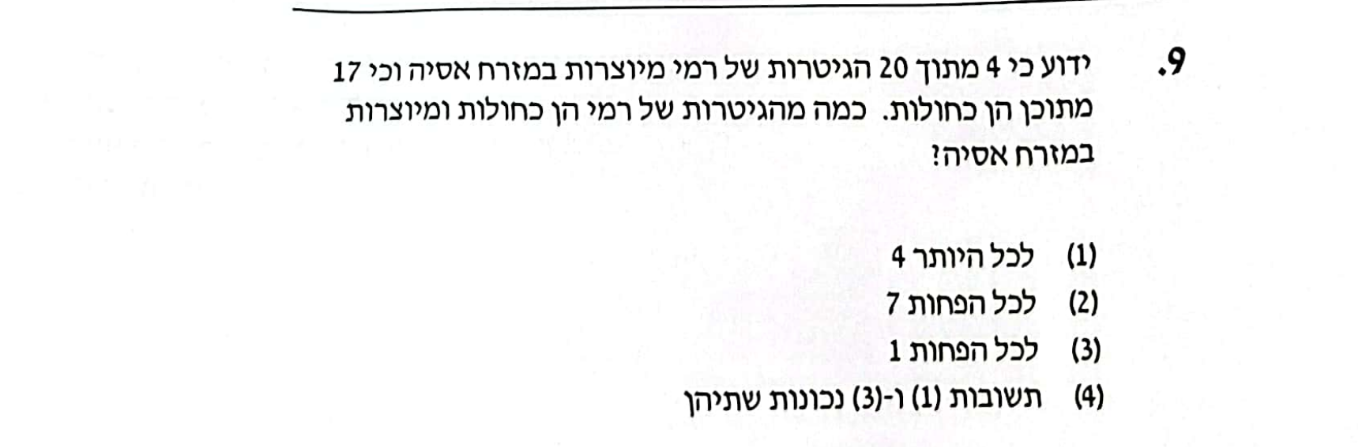 9. ידוע כי 4 מתוך 20 הגיטרות של רמי מיוצרות במזרח אסיה וכי 17
מתוכן הן כחולות. כמה מהגיטרות של רמי הן כחולות ומיוצרות
במזרח אסיה?
(1) לכל היותר 4
(2) לכל הפחות 7
(3) לכל הפחות 1
(4) תשובות (1) ו-(3) נכונות שתיהן